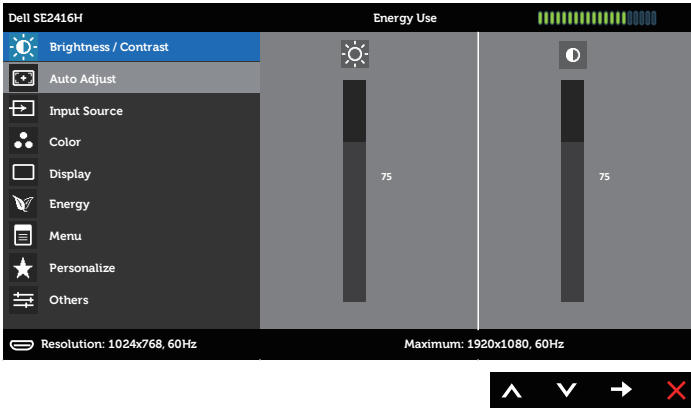 Dell SE2416H
Energy Use
Brightness / Contrast
Auto Adjust
Input Source
Color
Display
Energy
Menu
Personalize
Others
75
75
Resolution: 1024x768, 60Hz
Maximum: 1920x1080, 60Hz